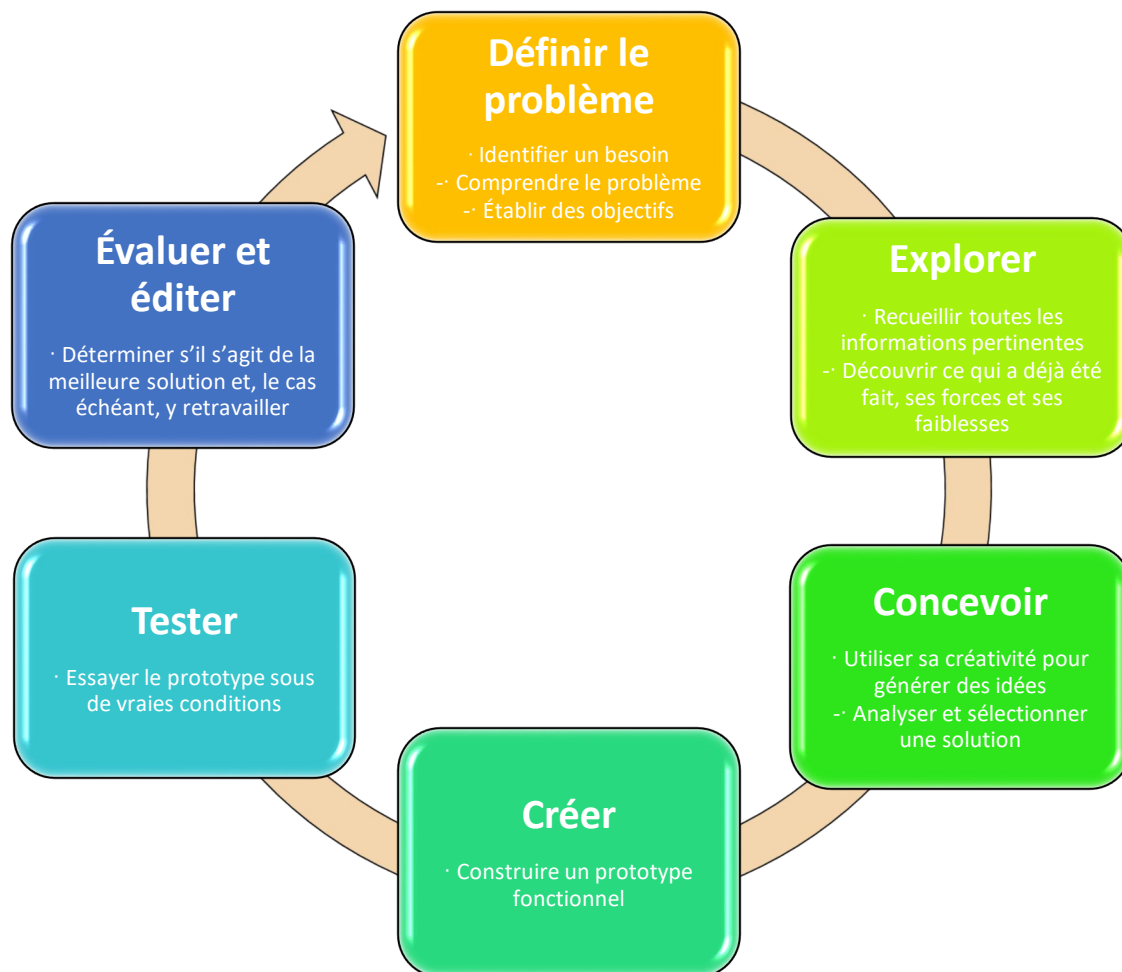 Définir le
problème
· Identifier un besoin
-· Comprendre le problème
-· Établir des objectifs
Explorer
· Recueillir toutes les
informations pertinentes
-· Découvrir ce qui a déjà été
fait, ses forces et ses
faiblesses
Concevoir
· Utiliser sa créativité pour
générer des idées
-· Analyser et sélectionner
une solution
Créer
· Construire un prototype
fonctionnel
Tester
· Essayer le prototype sous
de vraies conditions
Évaluer et
éditer
· Déterminer s’il s’agit de la
meilleure solution et, le cas
échéant, y retravailler